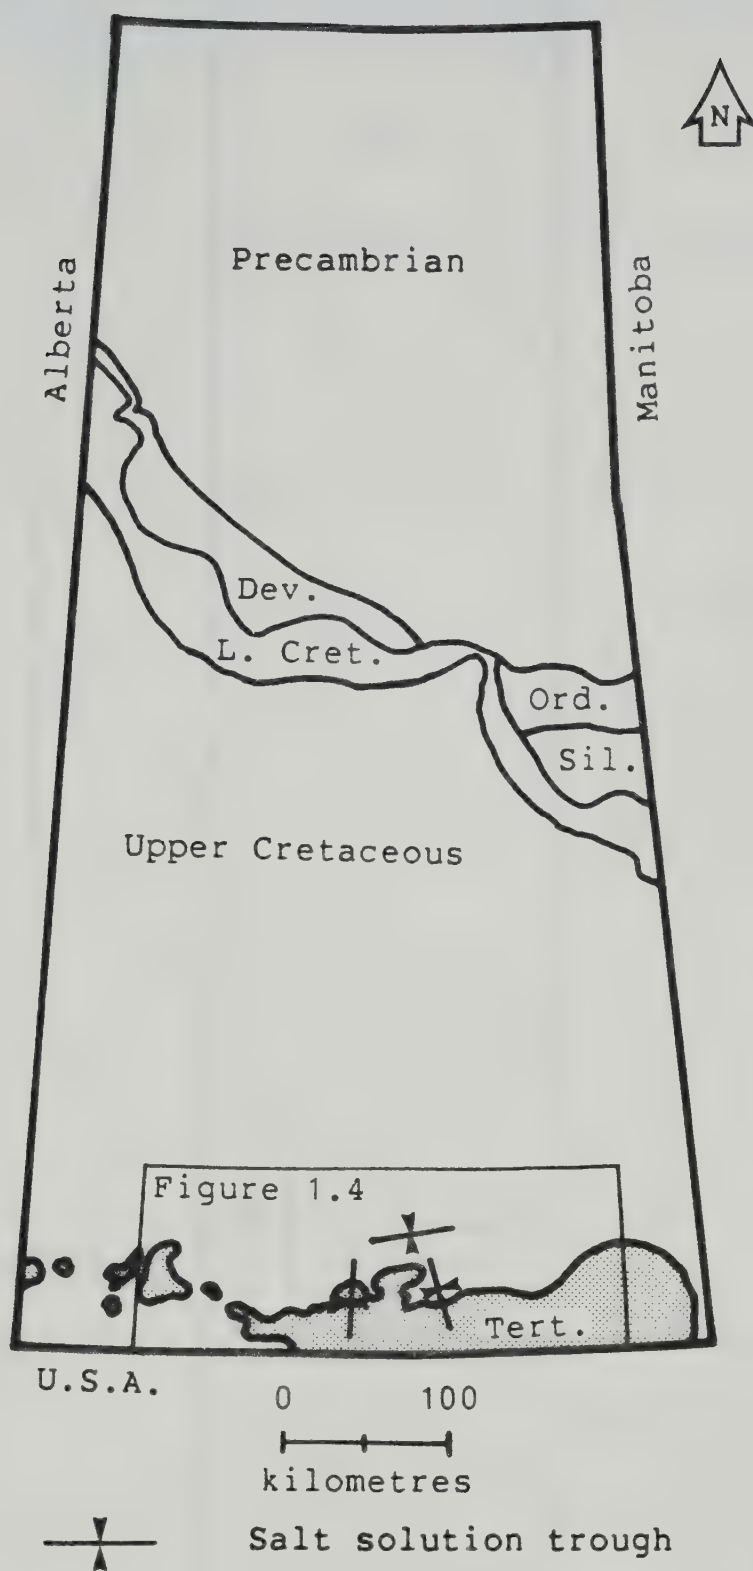 N
Precambrian
Alberta
Manitoba
Dev.
L. Cret.
Ord.
Sil.
Upper Cretaceous
Figure 1.4
Tert.
U.S.A.
0 100
kilometres
Salt solution trough